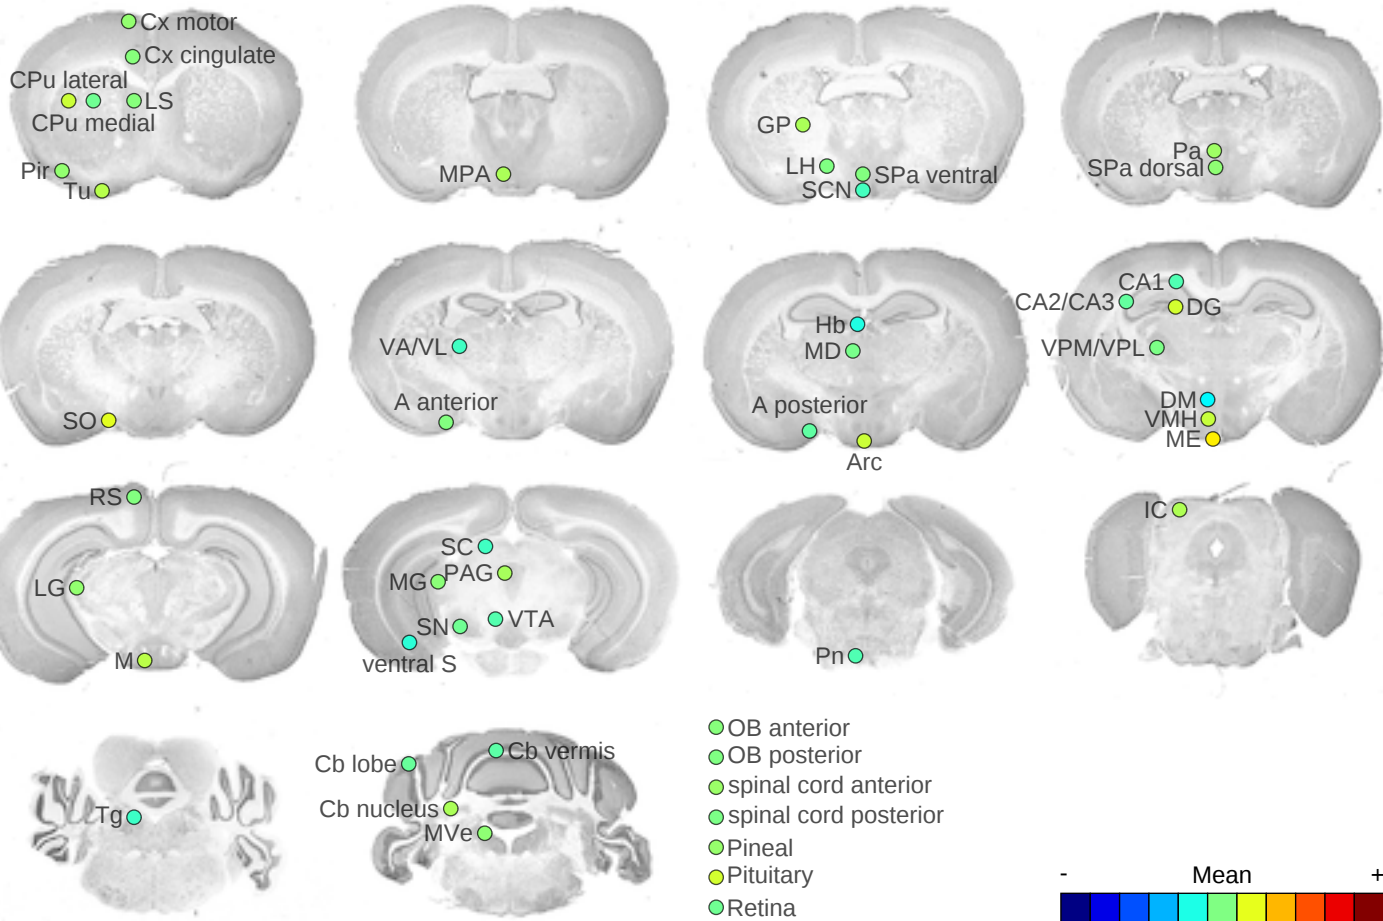 Cx motor
Cx cingulate
CPu lateral
LS
CPu medial
Pir
Tu
MPA
GP
LH
SPa ventral
SCN
Pa
SPa dorsal
SO
VA/VL
A anterior
Hb
MD
A posterior
Arc
CA1
CA2/CA3
DG
VPM/VPL
DM
VMH
ME
RS
LG
M
SC
MG
PAG
SN
VTA
ventral S
Pn
IC
Tg
Cb lobe
Cb vermis
Cb nucleus
MVe
OB anterior
OB posterior
spinal cord anterior
spinal cord posterior
Pineal
Pituitary
Retina
- Mean +